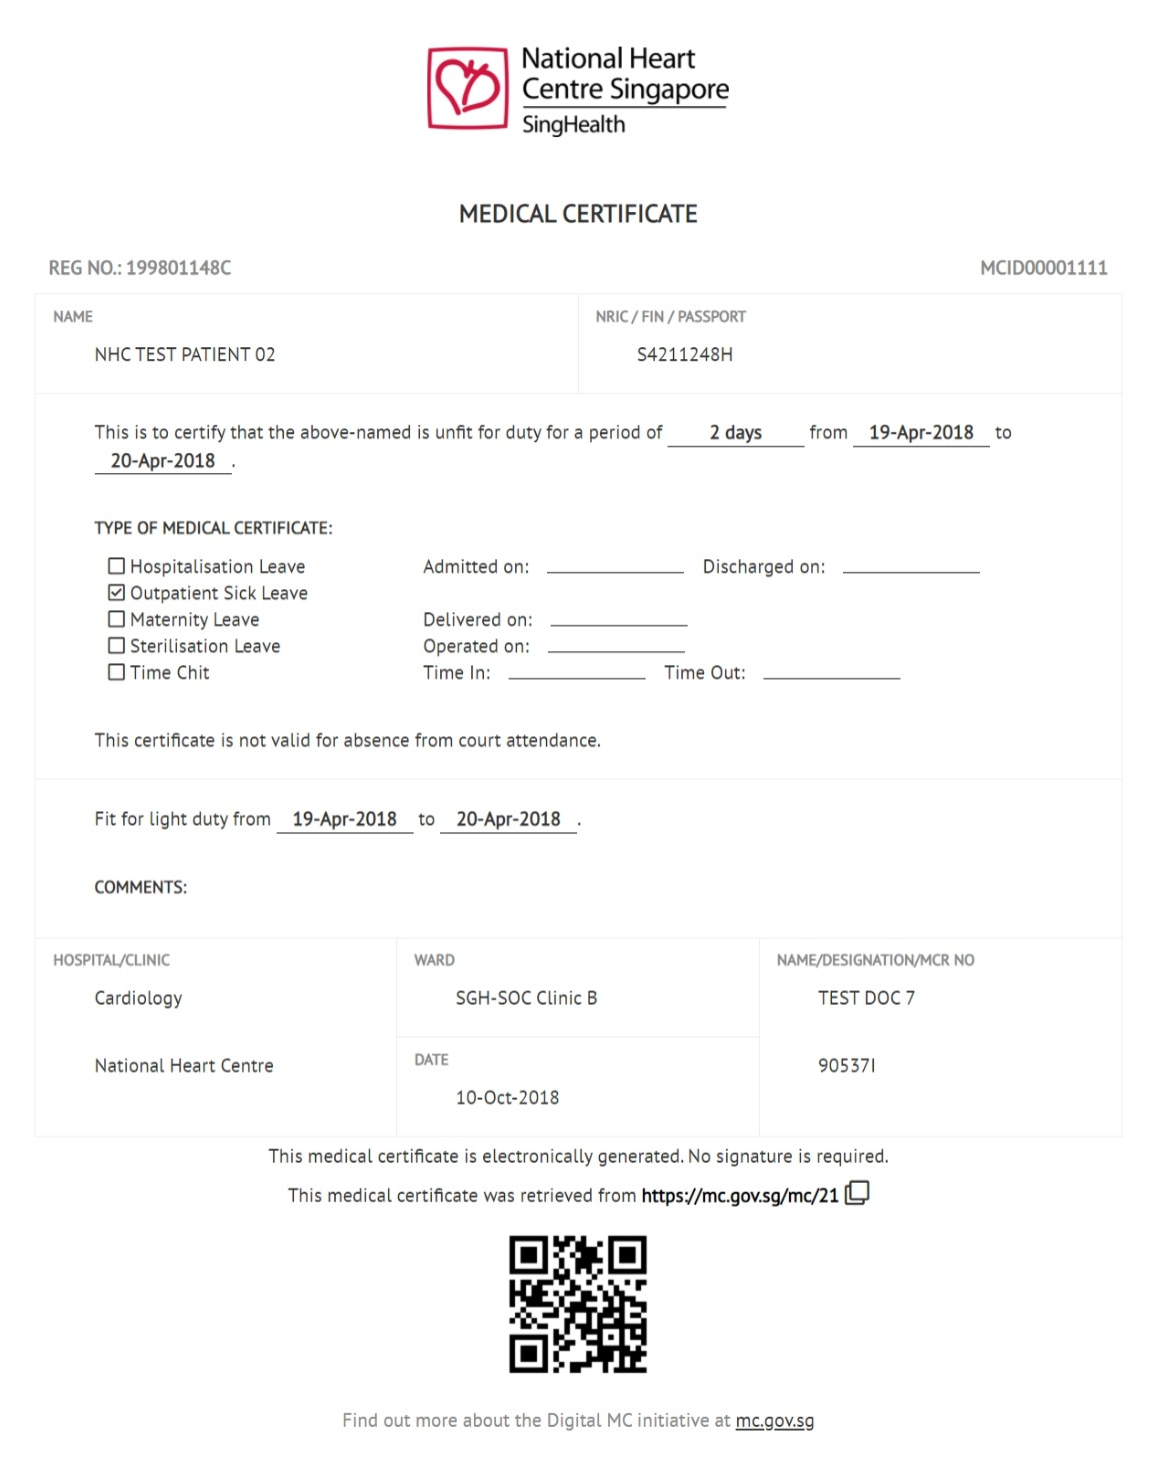 National Heart
Centre Singapore
SingHealth
MEDICAL CERTIFICATE
REG NO.: 199801148C MCID00001111
NAME NRIC / FIN / PASSPORT
NHC TEST PATIENT 02 S4211248H
This is to certify that the above-named is unfit for duty for a period of 2 days from 19-Apr-2018 to
20-Apr-2018 .
TYPE OF MEDICAL CERTIFICATE:
Hospitalisation Leave Admitted on: Discharged on:
Outpatient Sick Leave
Maternity Leave Delivered on:
Sterilisation Leave Operated on:
Time Chit Time In: Time Out:
This certificate is not valid for absence from court attendance.
Fit for light duty from 19-Apr-2018 to 20-Apr-2018 .
COMMENTS:
HOSPITAL/CLINIC WARD NAME/DESIGNATION/MCR NO
Cardiology SGH-SOC Clinic B TEST DOC 7
DATE
National Heart Centre 90537I
10-Oct-2018
This medical certificate is electronically generated. No signature is required.
This medical certificate was retrieved from https://mc.gov.sg/mc/21
Find out more about the Digital MC initiative at mc.gov.sg